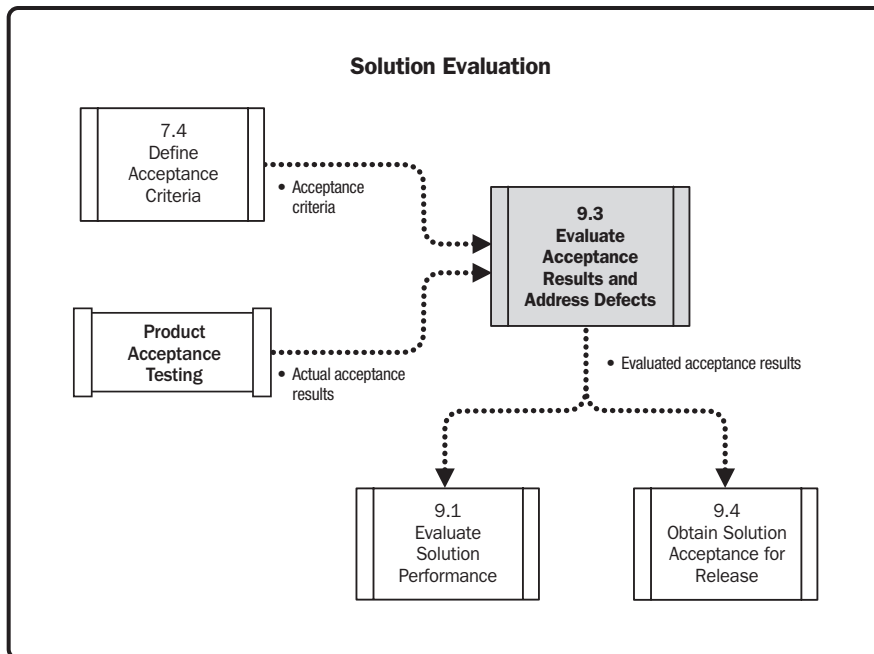 Solution Evaluation
7.4
Define
Acceptance
Criteria
• Acceptance
criteria
9.3
Evaluate
Acceptance
Results and
Address Defects
Product
Acceptance
Testing
• Actual acceptance
results
• Evaluated acceptance results
9.1
Evaluate
Solution
Performance
9.4
Obtain Solution
Acceptance for
Release